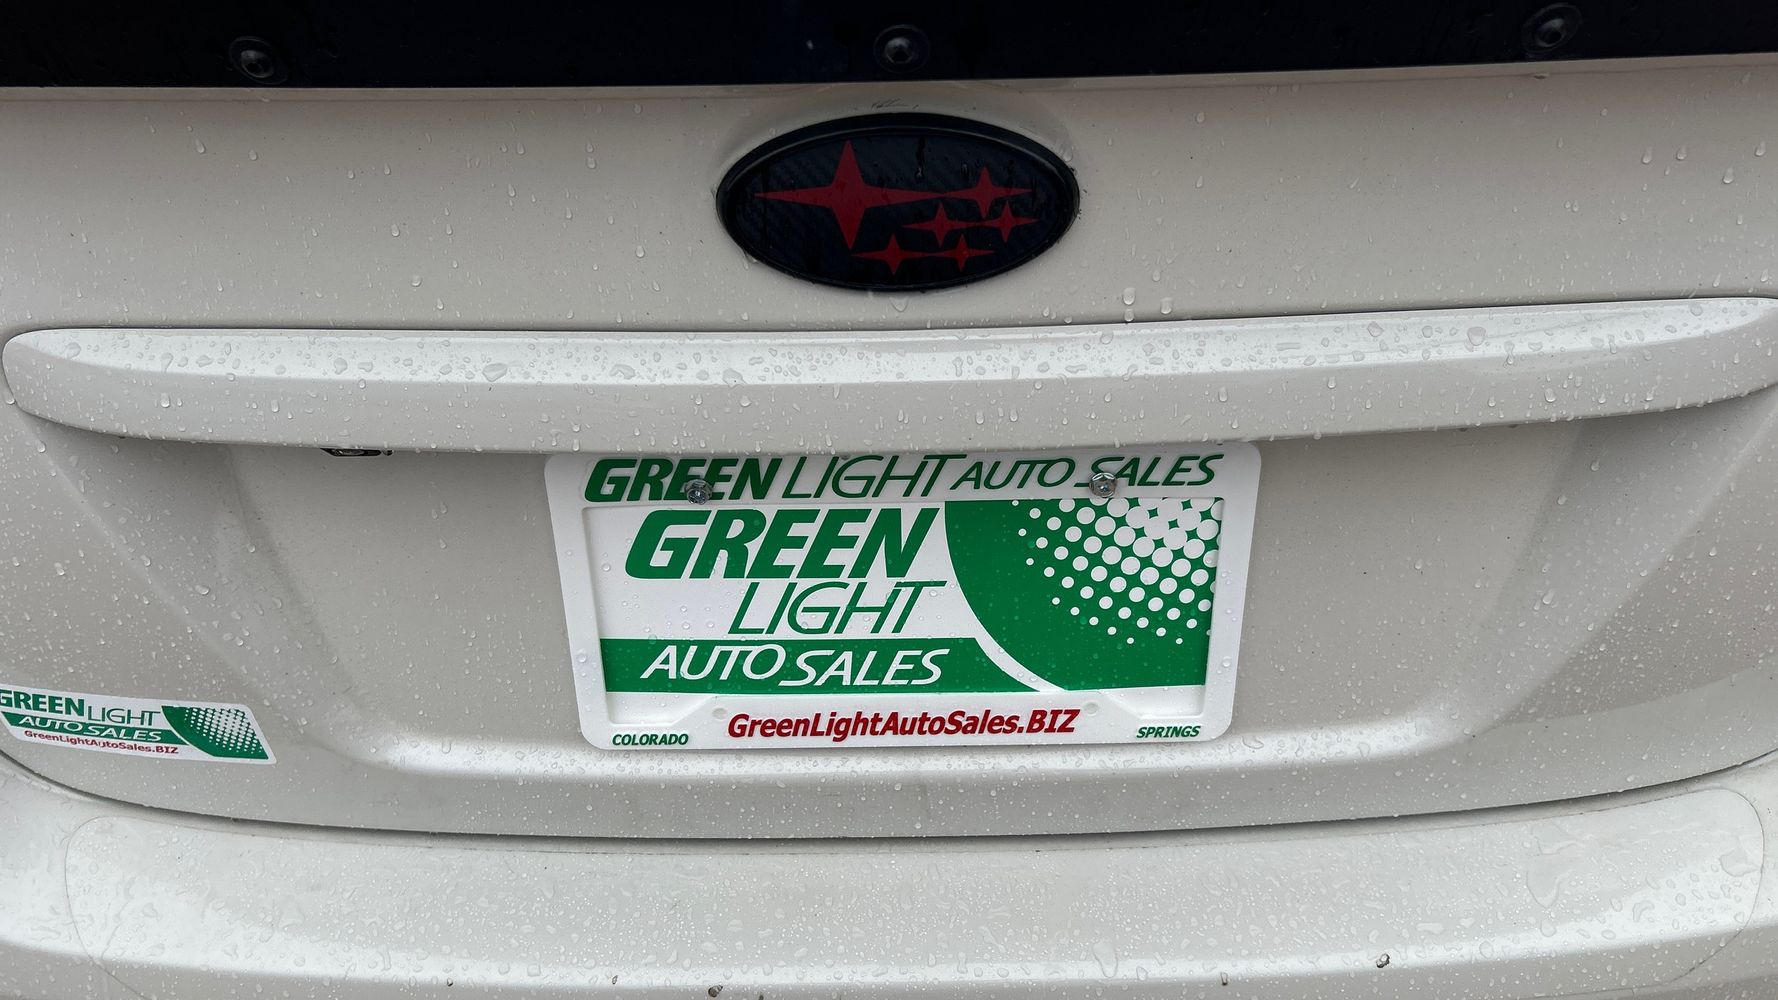 GREEN LIGHT AUTO SALES
GREEN
LIGHT
AUTO SALES
GreenLightAutoSales.BIZ
COLORADO
SPRINGS
GREEN LIGHT
AUTO SALES
GreenLightAutoSales.BIZ